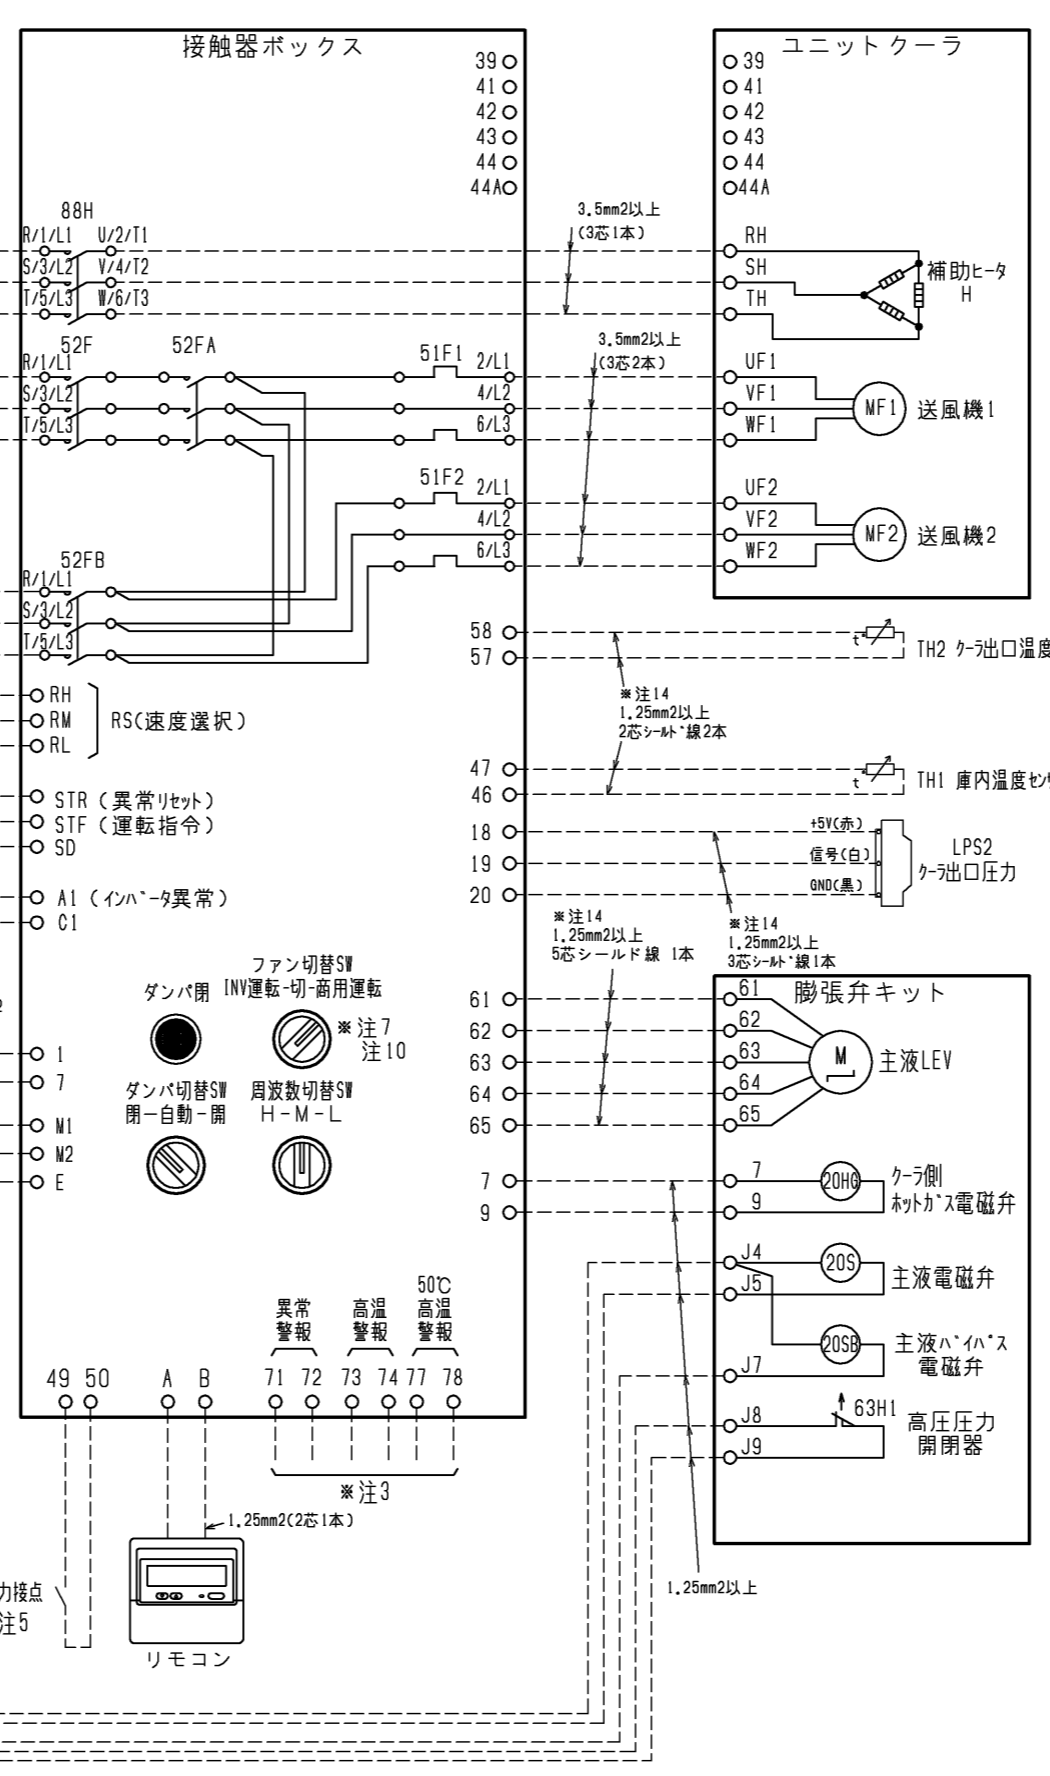 接触器ボックス
39
41
42
43
44
44A
88H
R/1/L1 U/2/T1
S/3/L2 V/4/T2
T/5/L3 W/6/T3
52F 52FA
R/1/L1
S/3/L2
T/5/L3
51F1 2/L1
4/L2
6/L3
51F2 2/L1
4/L2
6/L3
52FB
R/1/L1
S/3/L2
T/5/L3
58
57
RH
RM
RL
RS(速度選択)
47
46
STR (異常リセット)
STF (運転指令)
SD
18
19
20
A1 (インバータ異常)
C1
ファン切替SW
INV運転-切-商用運転
ダンパ閉
※注7
注10
61
62
63
64
65
1
7
ダンパ切替SW
閉ー自動-開
周波数切替SW
H-M-L
M1
M2
E
7
9
異常
警報
高温
警報
50℃
高温
警報
49 50 A B 71 72 73 74 77 78
※注3
1.25mm2(2芯1本)
力接点
注5
リモコン
3.5mm2以上
(3芯1本)
3.5mm2以上
(3芯2本)
※注14
1.25mm2以上
2芯シールド線2本
※注14
1.25mm2以上
5芯シールド線 1本
※注14
1.25mm2以上
3芯シールド線1本
1.25mm2以上
ユニットクーラ
39
41
42
43
44
44A
RH
SH
TH
補助ヒータ
H
UF1
VF1
WF1
MF1 送風機1
UF2
VF2
WF2
MF2 送風機2
t
TH2 クーラ出口温度
t
TH1 庫内温度セン
+5V(赤)
信号(白)
GND(黒)
LPS2
クーラ出口圧力
膨張弁キット
61
62
63
64
65
M
主液LEV
7
9
20HG
クーラ側
ホットガス電磁弁
J4
J5
20S
主液電磁弁
20SB
主液バイパス
電磁弁
J7
J8
J9
63H1
高圧圧力
開閉器